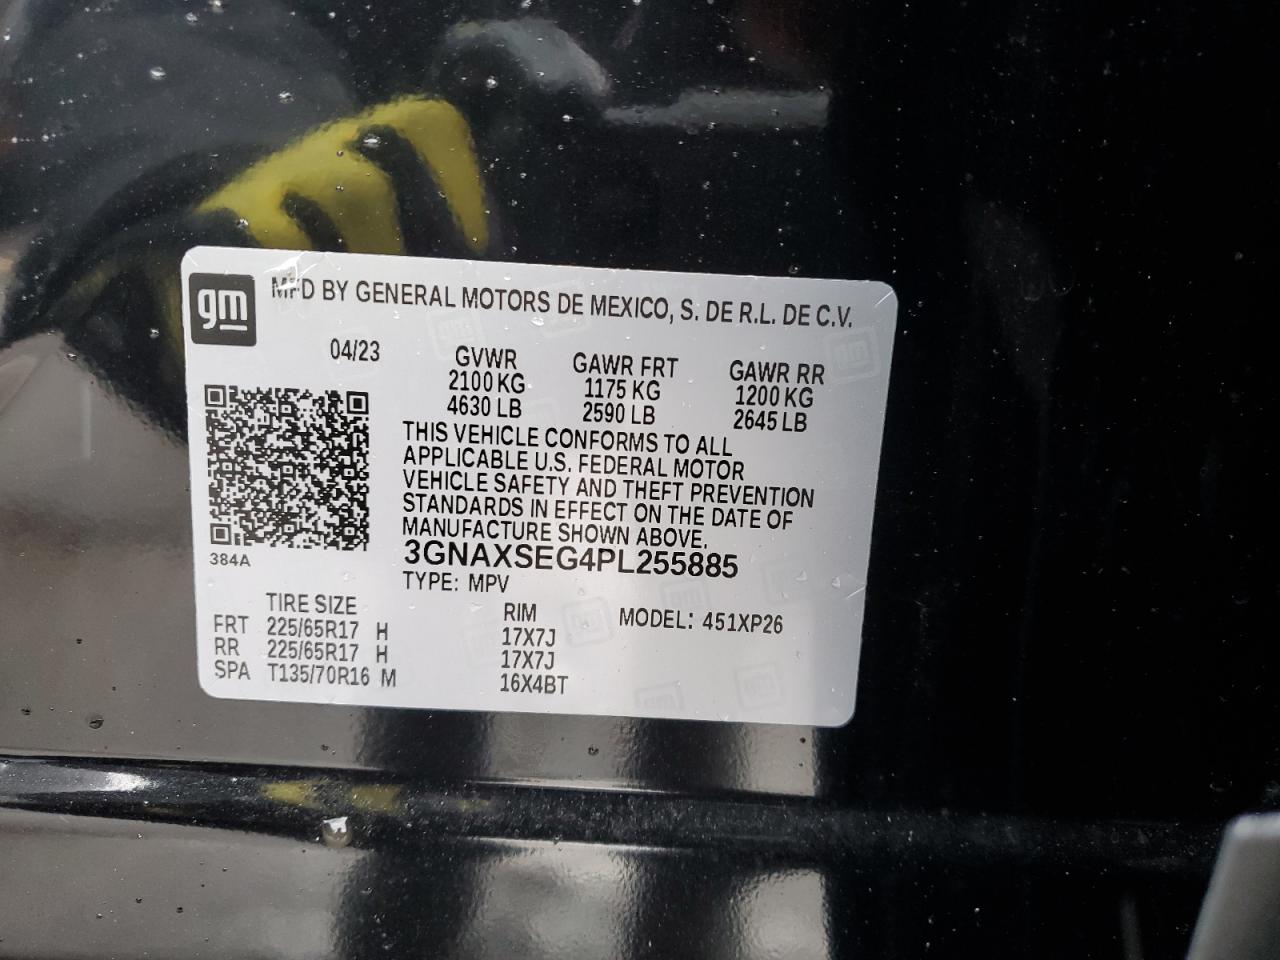 gm
MFD BY GENERAL MOTORS DE MEXICO, S. DE R.L. DE C.V.
04/23
GVWR GAWR FRT GAWR RR
2100 KG 1175 KG 1200 KG
4630 LB 2590 LB 2645 LB
THIS VEHICLE CONFORMS TO ALL
APPLICABLE U.S. FEDERAL MOTOR
VEHICLE SAFETY AND THEFT PREVENTION
STANDARDS IN EFFECT ON THE DATE OF
MANUFACTURE SHOWN ABOVE.
384A
3GNAXSEG4PL255885
TYPE: MPV
TIRE SIZE RIM MODEL: 451XP26
FRT 225/65R17 H 17X7J
RR 225/65R17 H 17X7J
SPA T135/70R16 M 16X4BT